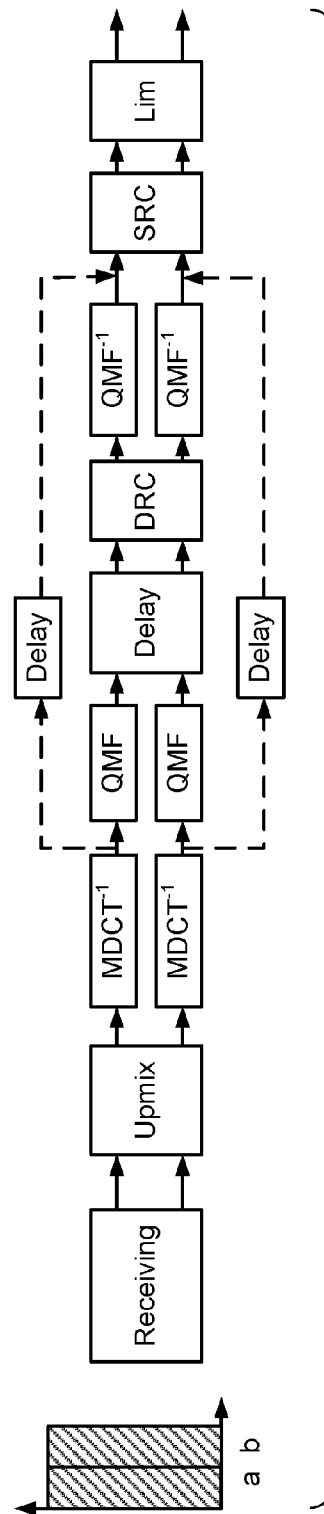 a b
Receiving
Upmix
MDCT⁻¹
MDCT⁻¹
QMF
QMF
Delay
Delay
Delay
DRC
QMF⁻¹
QMF⁻¹
SRC
Lim